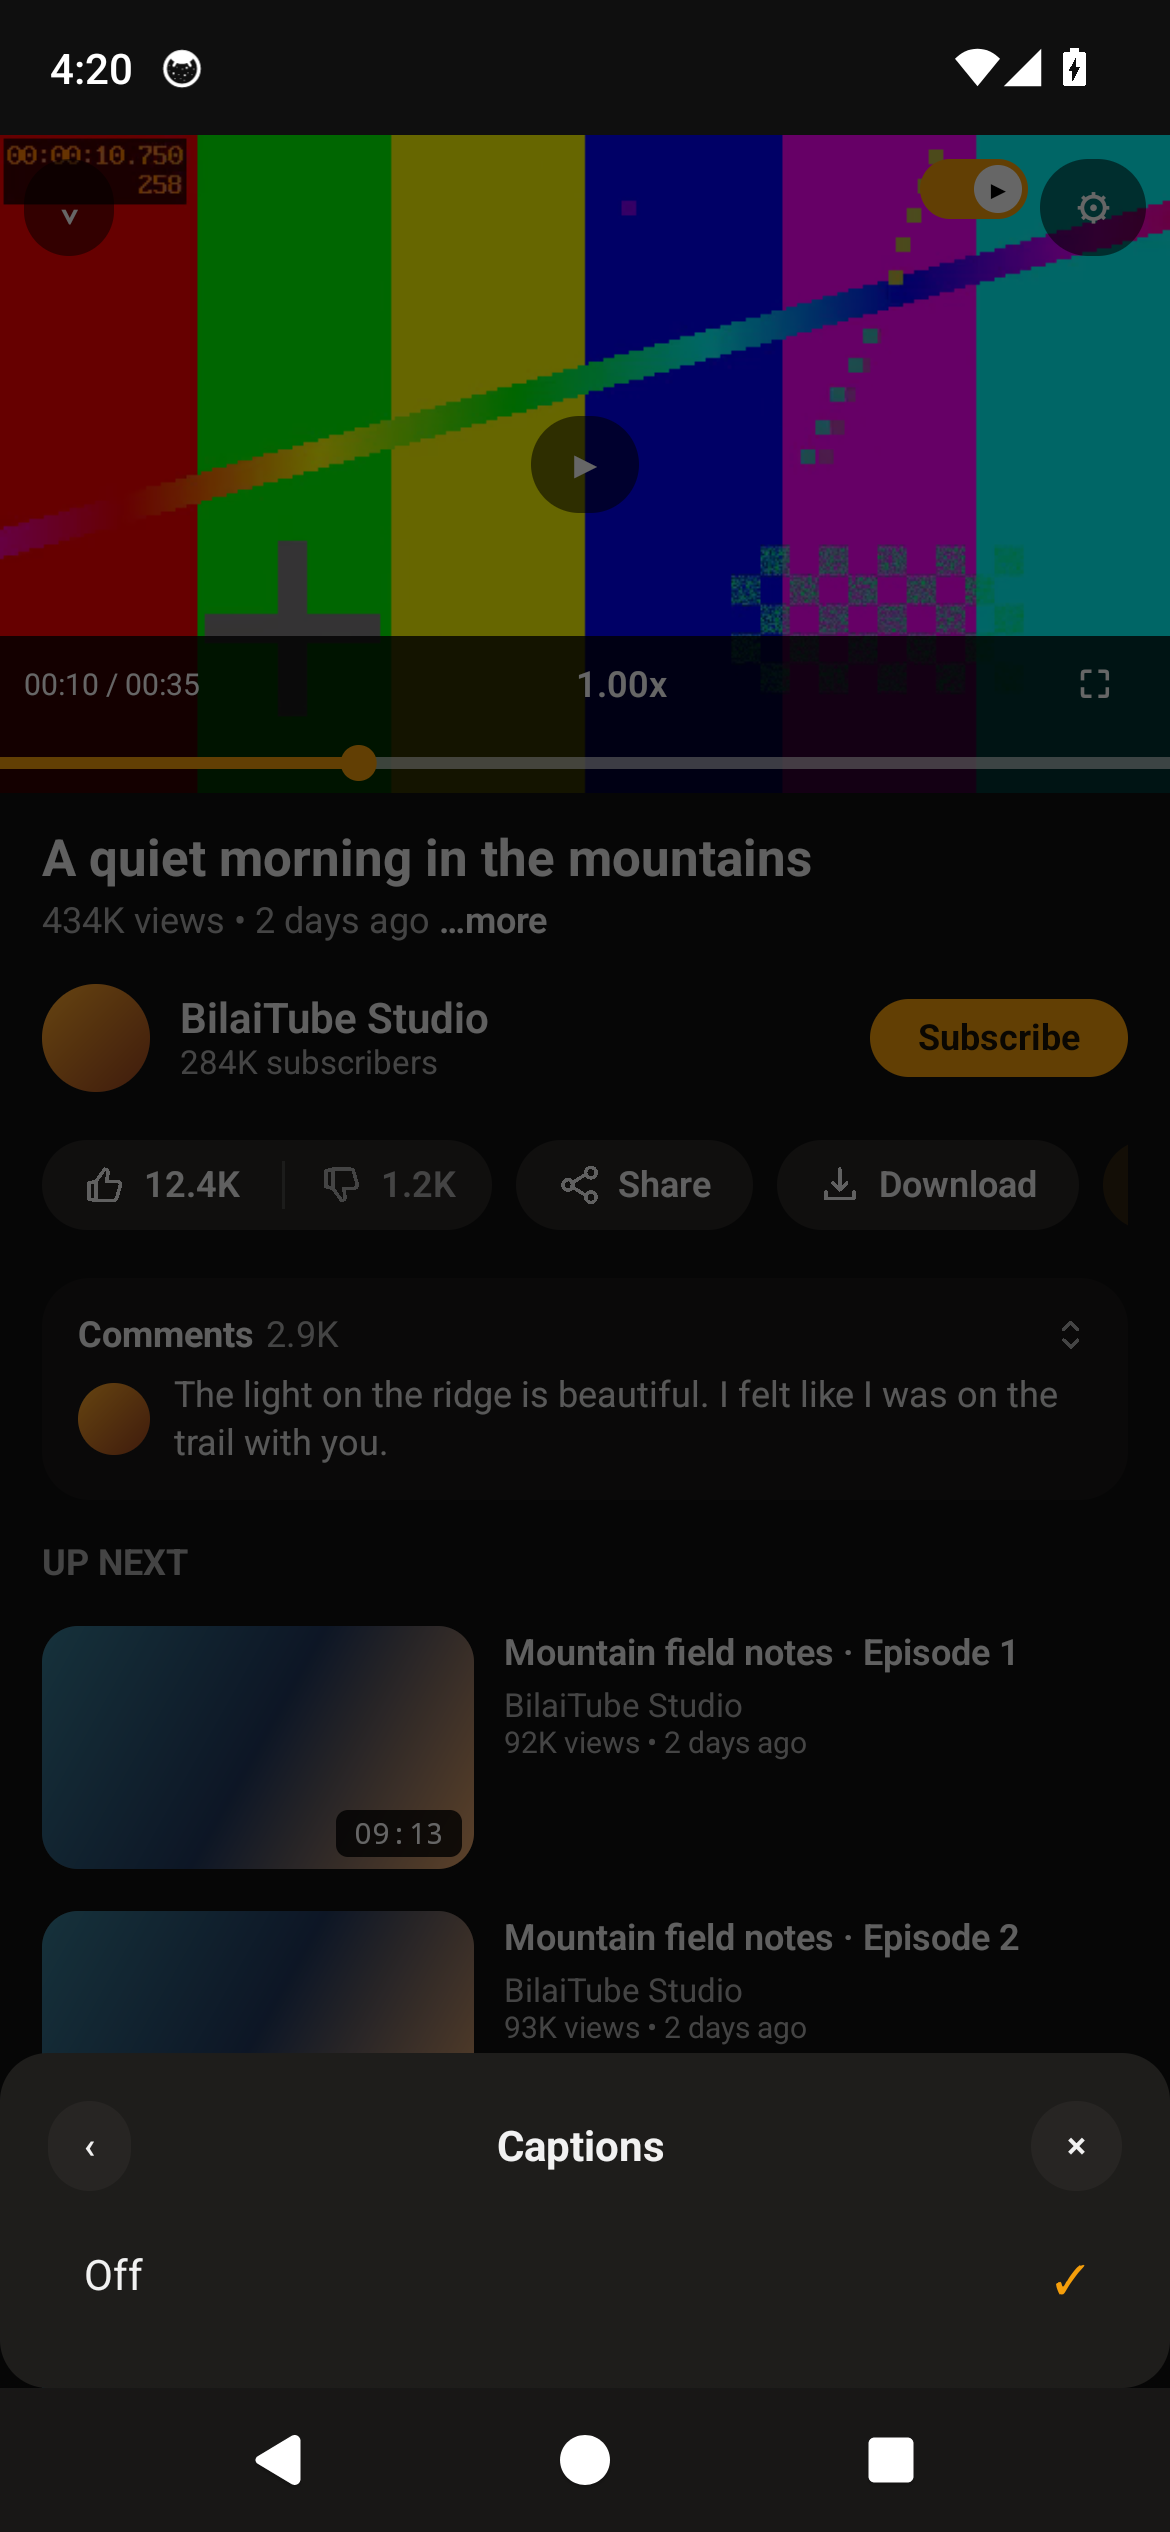 4:20
00:00:10.750
258
00:10 / 00:35
1.00x
A quiet morning in the mountains
434K views • 2 days ago ...more
BilaiTube Studio
284K subscribers
Subscribe
12.4K
1.2K
Share
Download
Comments 2.9K
The light on the ridge is beautiful. I felt like I was on the
trail with you.
UP NEXT
Mountain field notes · Episode 1
BilaiTube Studio
92K views • 2 days ago
09:13
Mountain field notes · Episode 2
BilaiTube Studio
93K views • 2 days ago
Captions
Off